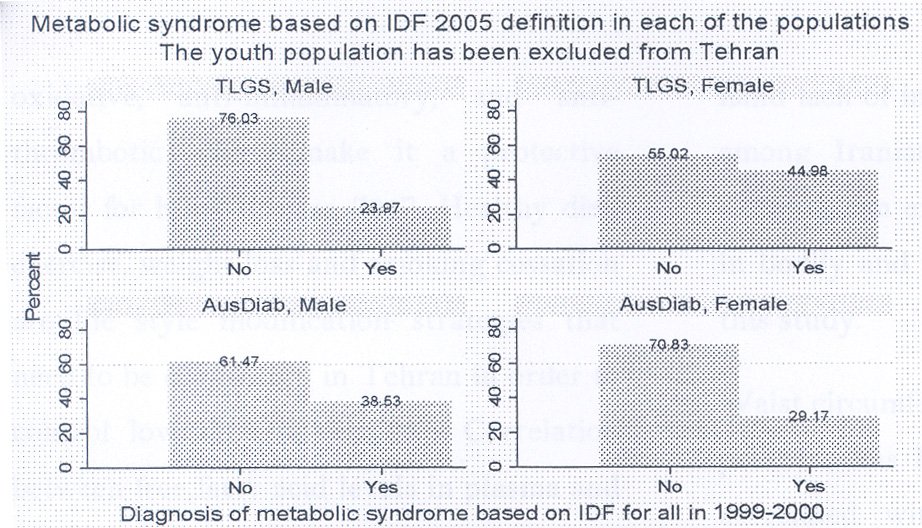 Metabolic syndrome based on IDF 2005 definition in each of the populations
The youth population has been excluded from Tehran
TLGS, Male
80
60
40
20
0
76.03
23.97
No Yes
TLGS, Female
80
60
40
20
0
55.02
44.98
No Yes
Percent
AusDiab, Male
80
60
40
20
0
61.47
38.53
No Yes
AusDiab, Female
80
60
40
20
0
70.83
29.17
No Yes
Diagnosis of metabolic syndrome based on IDF for all in 1999-2000